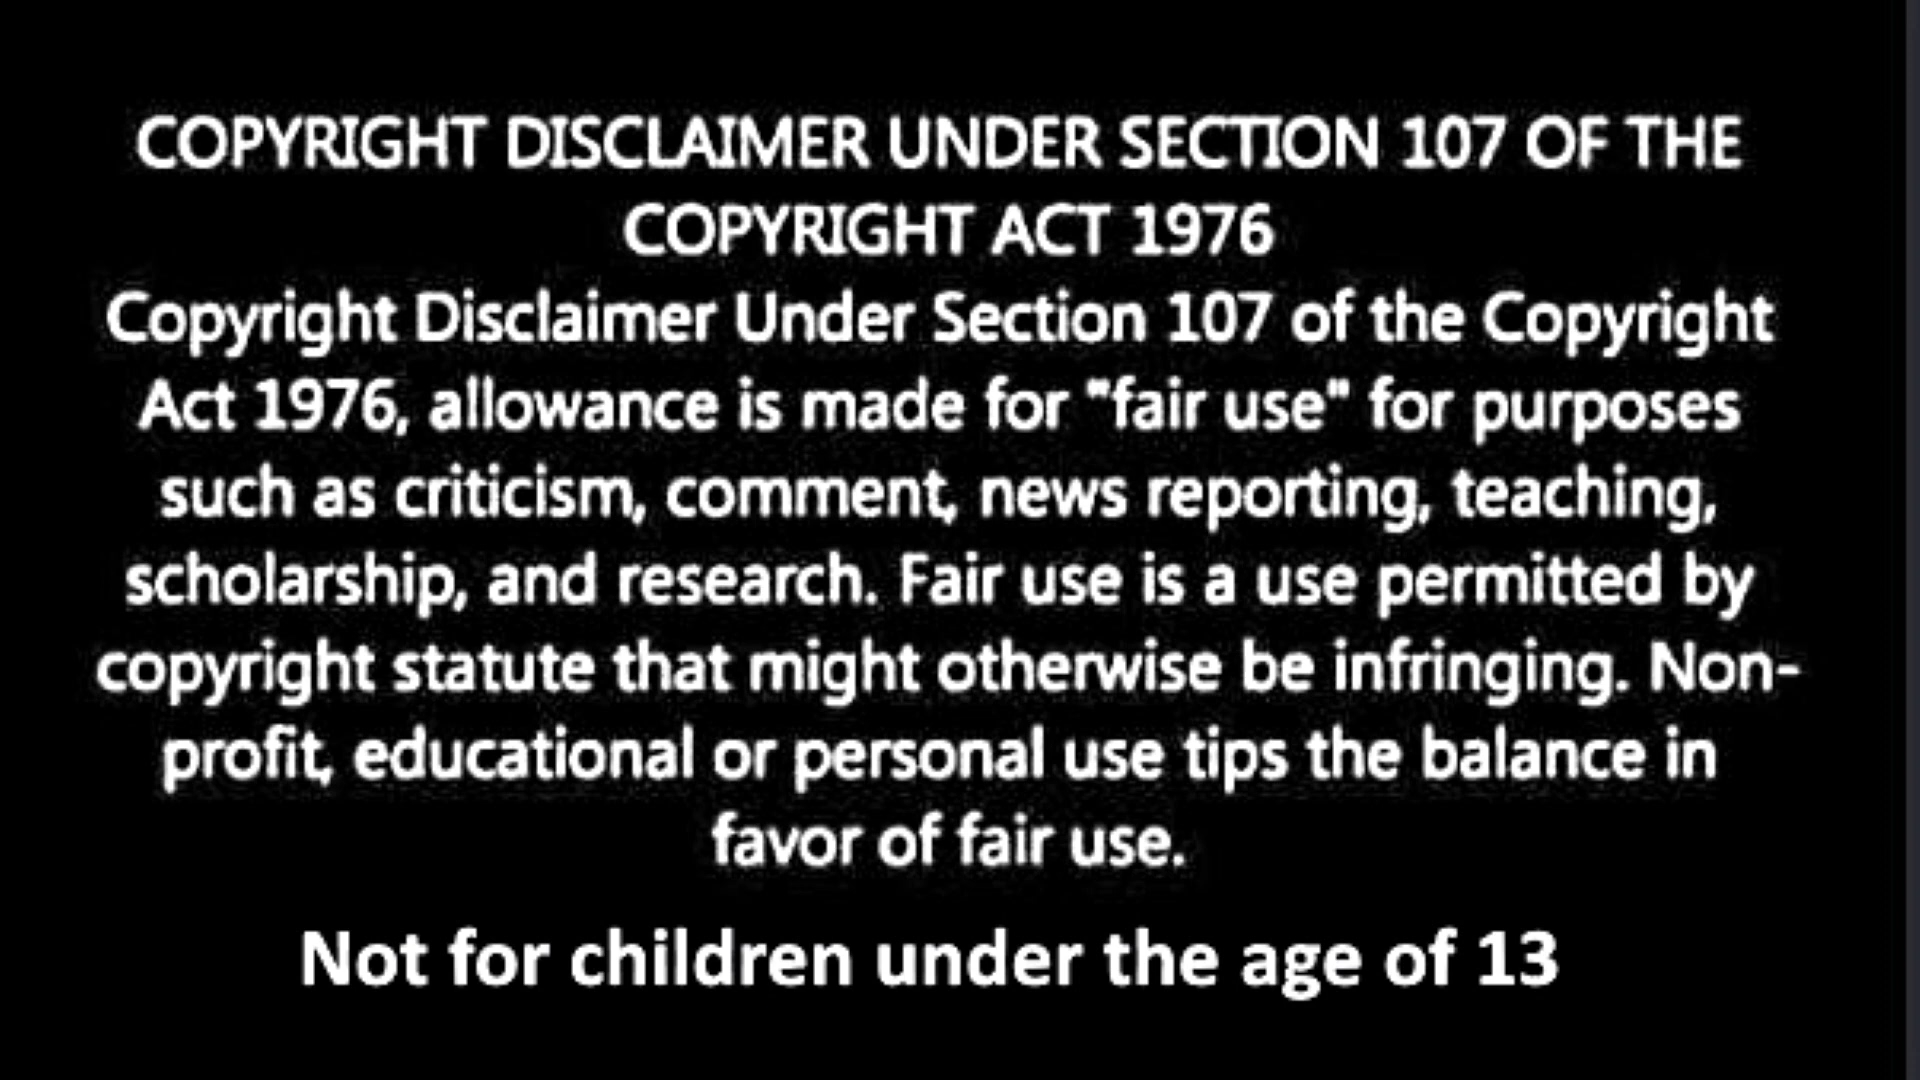 COPYRIGHT DISCLAIMER UNDER SECTION 107 OF THE
COPYRIGHT ACT 1976
Copyright Disclaimer Under Section 107 of the Copyright
Act 1976, allowance is made for "fair use" for purposes
such as criticism, comment, news reporting, teaching,
scholarship, and research. Fair use is a use permitted by
copyright statute that might otherwise be infringing. Non-
profit, educational or personal use tips the balance in
favor of fair use.
Not for children under the age of 13